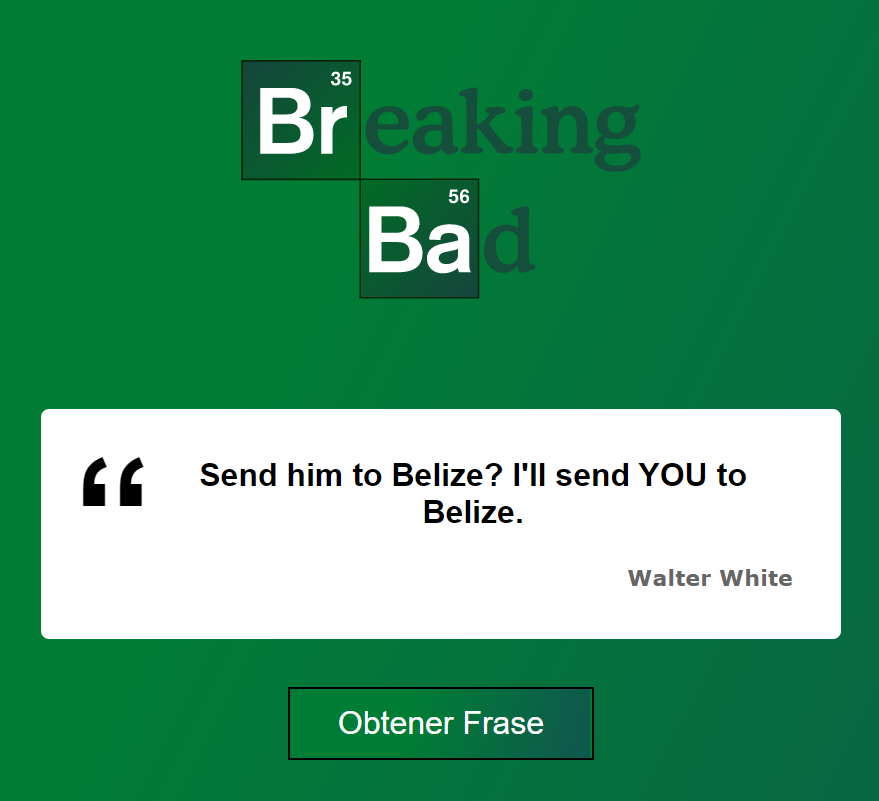 35
Breaking
56
Bad
“
Send him to Belize? I'll send YOU to
Belize.
Walter White
Obtener Frase